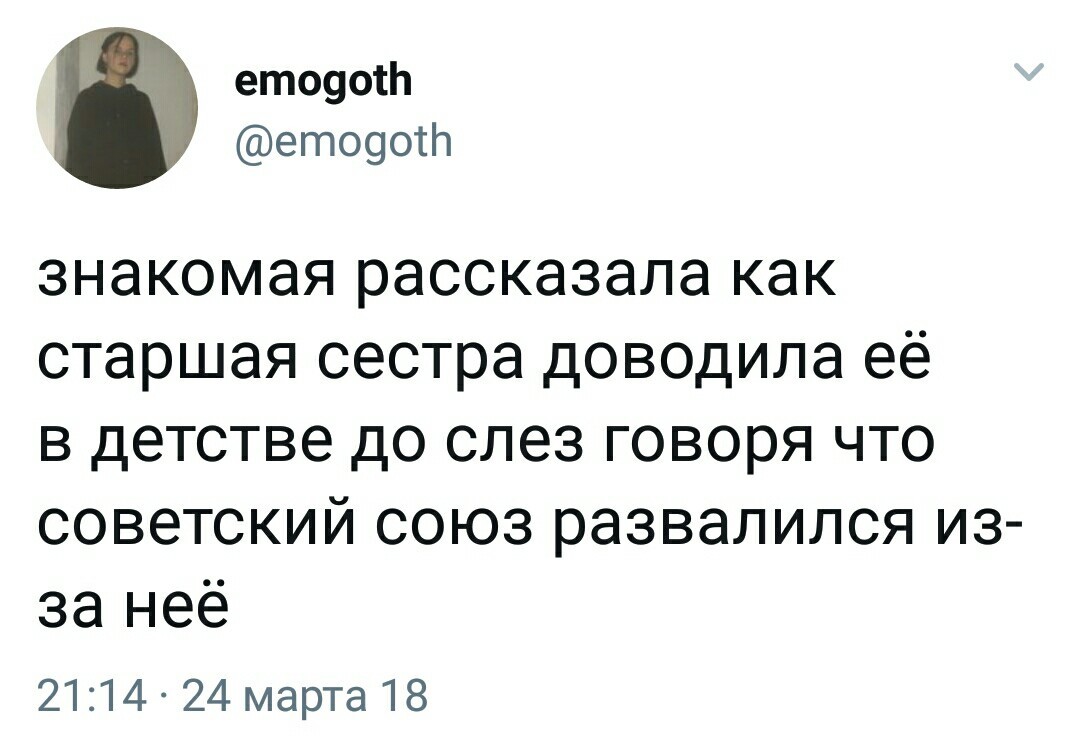 emogoth
@emogoth
знакомая рассказала как
старшая сестра доводила её
в детстве до слез говоря что
советский союз развалился из-
за неё
21:14 · 24 марта 18